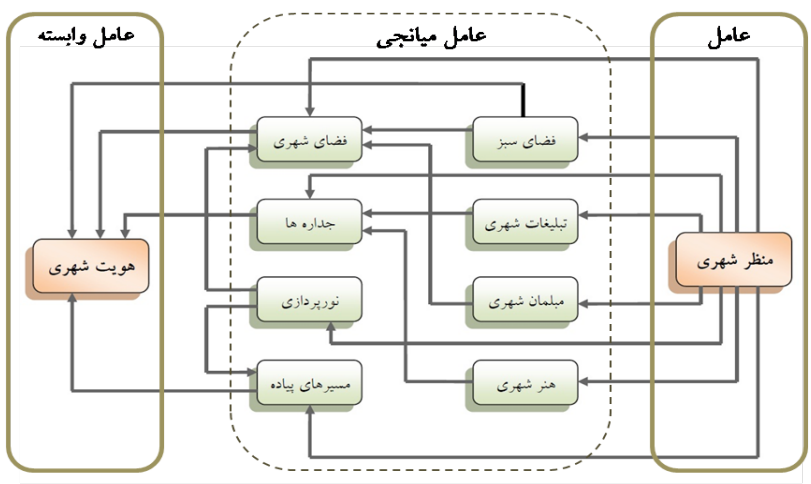 عامل
عامل میانجی
عامل وابسته
فضای سبز
فضای شهری
تبلیغات شهری
جداره ها
منظر شهری
هویت شهری
مبلمان شهری
نورپردازی
هنر شهری
مسیرهای پیاده